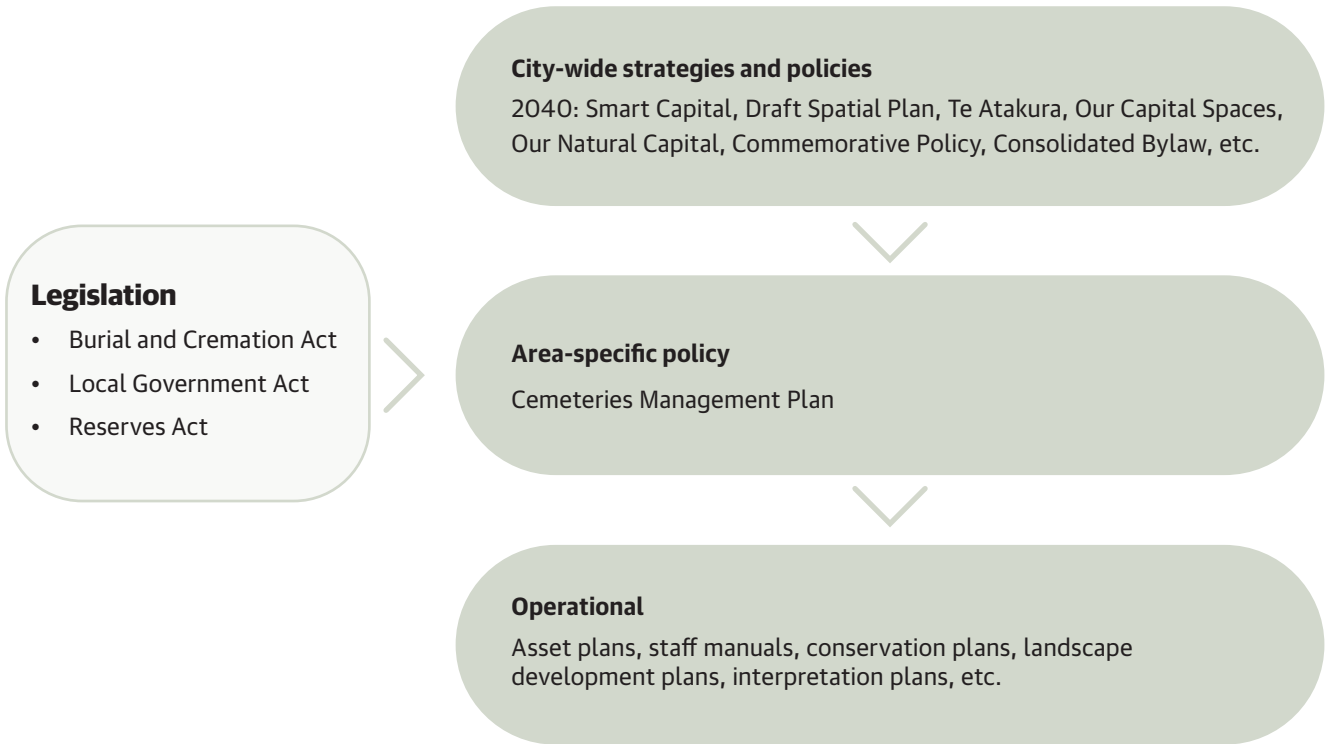 City-wide strategies and policies
2040: Smart Capital, Draft Spatial Plan, Te Atakura, Our Capital Spaces,
Our Natural Capital, Commemorative Policy, Consolidated Bylaw, etc.
Legislation
• Burial and Cremation Act
• Local Government Act
• Reserves Act
Area-specific policy
Cemeteries Management Plan
Operational
Asset plans, staff manuals, conservation plans, landscape
development plans, interpretation plans, etc.